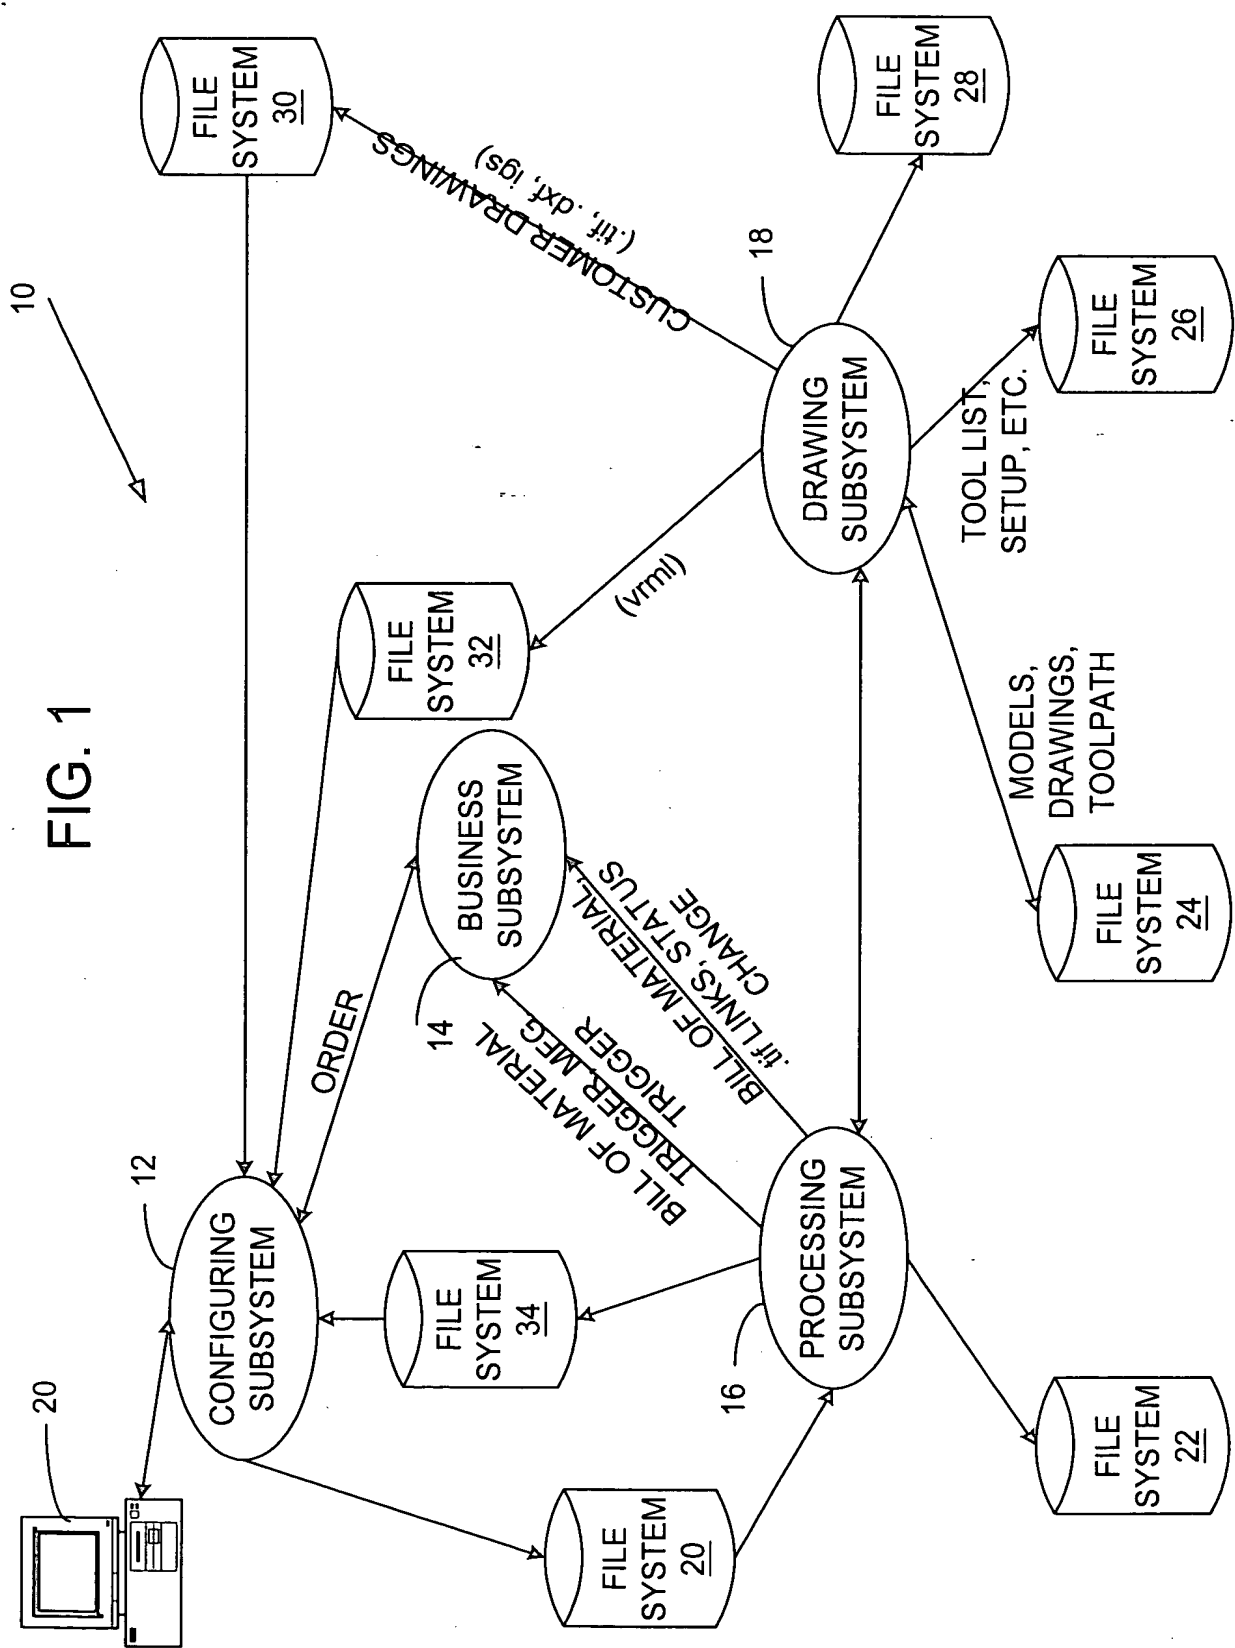 FIG. 1
10
20
12
CONFIGURING
SUBSYSTEM
FILE
SYSTEM
30
ORDER
FILE
SYSTEM
32
14
BUSINESS
SUBSYSTEM
FILE
SYSTEM
34
FILE
SYSTEM
20
BILL OF MATERIAL
TRIGGER, MFG.
TRIGGER
BILL OF MATERIAL,
.tif LINKS, STATUS
CHANGE
(vrml)
CUSTOMER DRAWINGS
(.tif, .dxf, igs)
16
PROCESSING
SUBSYSTEM
18
DRAWING
SUBSYSTEM
FILE
SYSTEM
28
FILE
SYSTEM
22
MODELS,
DRAWINGS,
TOOLPATH
FILE
SYSTEM
24
TOOL LIST,
SETUP, ETC.
FILE
SYSTEM
26